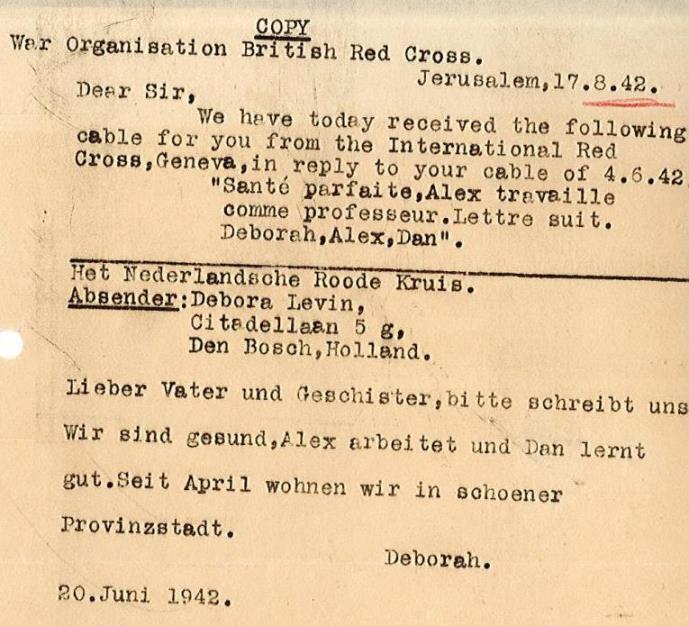 COPY
War Organisation British Red Cross.
Jerusalem,17.8.42.
Dear Sir,
We have today received the following
cable for you from the International Red
Cross,Geneva,in reply to your cable of 4.6.42
"Santé parfaite,Alex travaille
comme professeur.Lettre suit.
Deborah,Alex,Dan".
Het Nederlandsche Roode Kruis.
Absender:Debora Levin,
Citadellaan 5 g,
Den Bosch,Holland.
Lieber Vater und Geschister,bitte schreibt uns
Wir sind gesund,Alex arbeitet und Dan lernt
gut.Seit April wohnen wir in schoener
Provinzstadt.
Deborah.
20.Juni 1942.